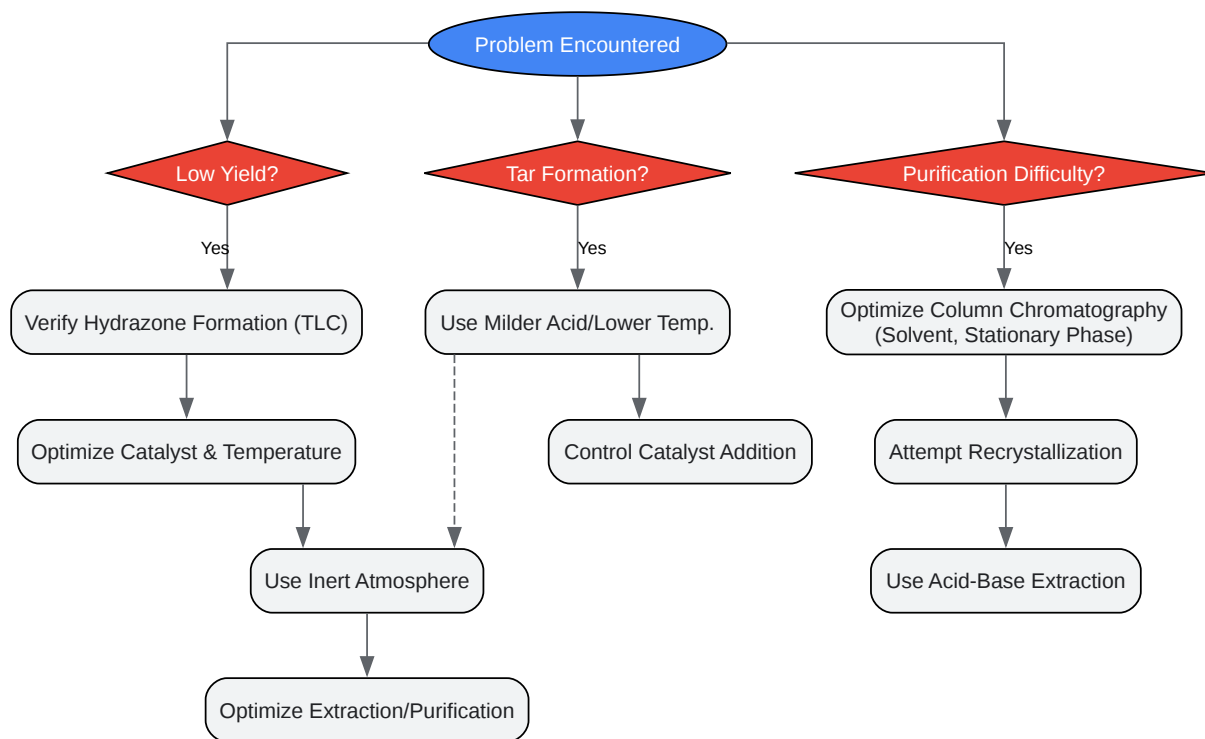 Problem Encountered
Low Yield?
Tar Formation?
Purification Difficulty?
Yes
Yes
Yes
Verify Hydrazone Formation (TLC)
Use Milder Acid/Lower Temp.
Optimize Column Chromatography
(Solvent, Stationary Phase)
Optimize Catalyst & Temperature
Control Catalyst Addition
Attempt Recrystallization
Use Inert Atmosphere
Use Acid-Base Extraction
Optimize Extraction/Purification